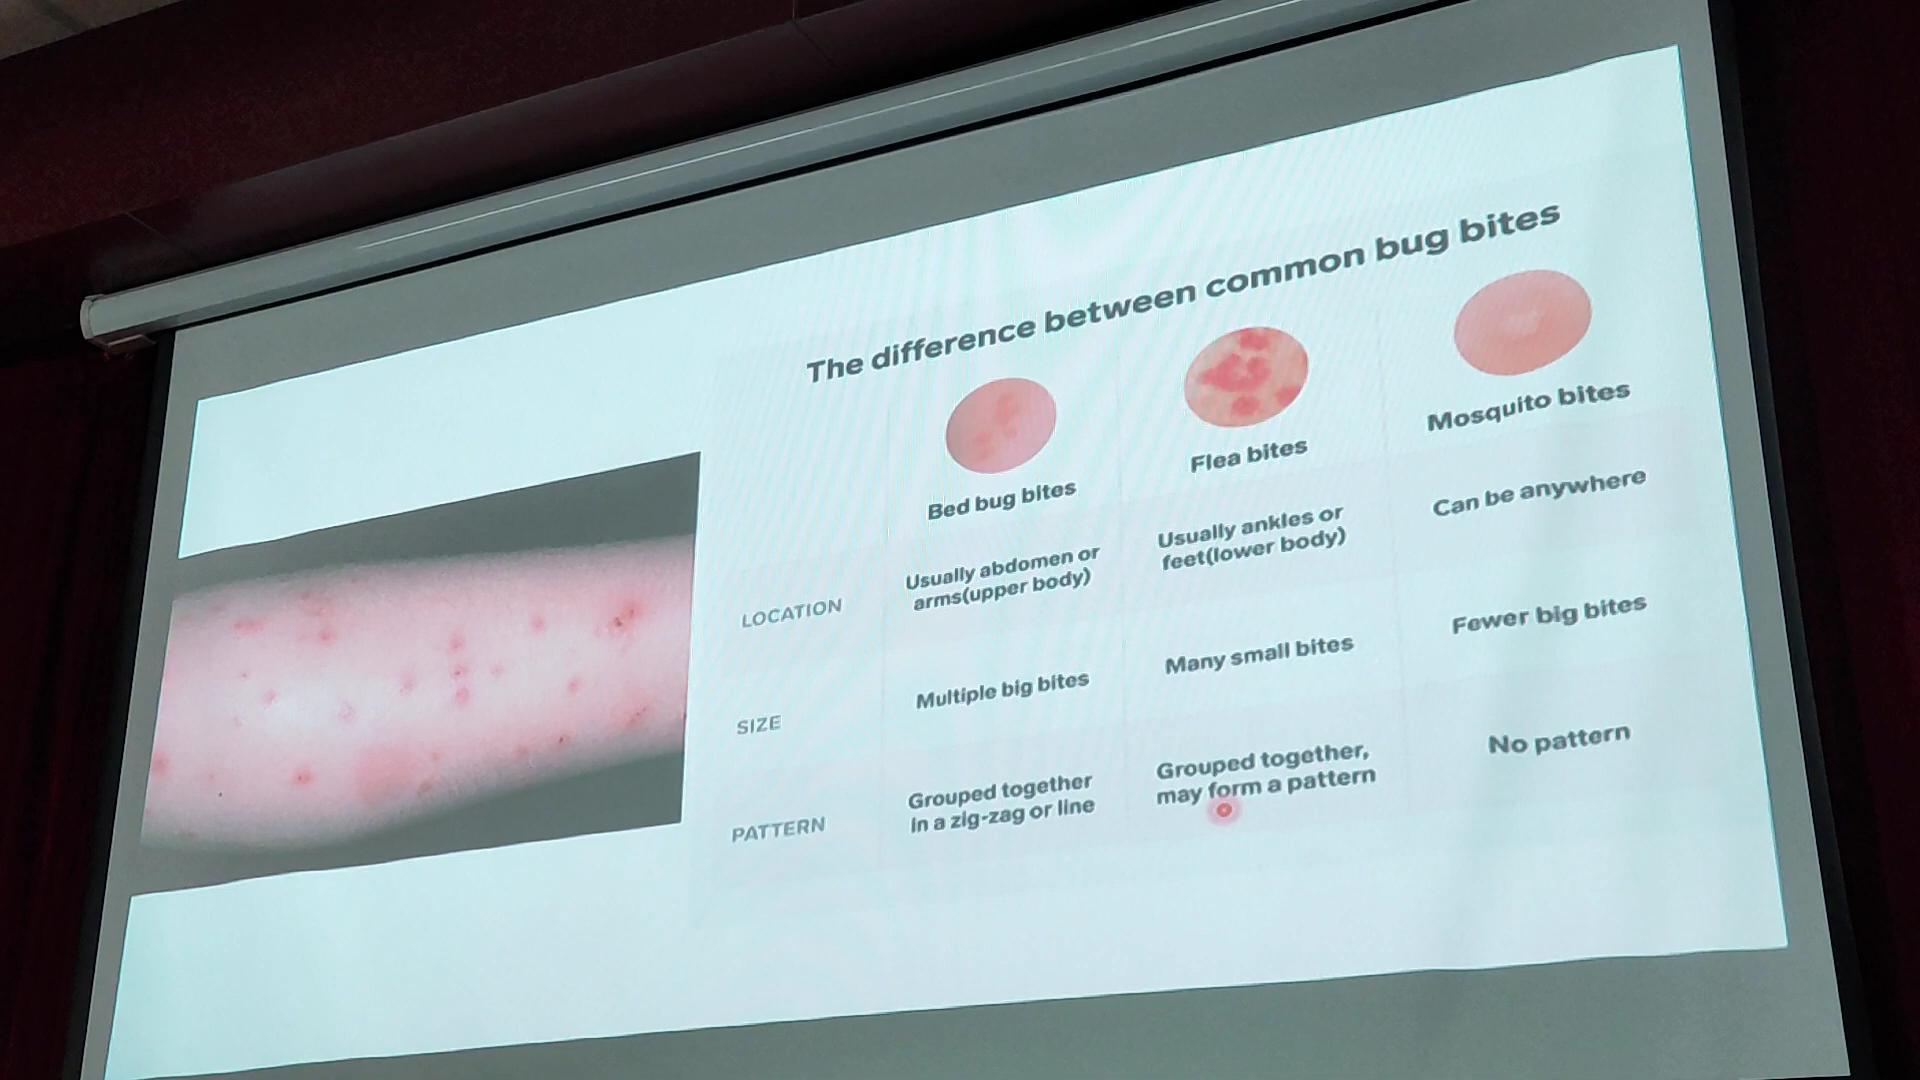 The difference between common bug bites
Bed bug bites
Flea bites
Mosquito bites
LOCATION
Usually abdomen or
arms(upper body)
Usually ankles or
feet(lower body)
Can be anywhere
SIZE
Multiple big bites
Many small bites
Fewer big bites
PATTERN
Grouped together
in a zig-zag or line
Grouped together,
may form a pattern
No pattern